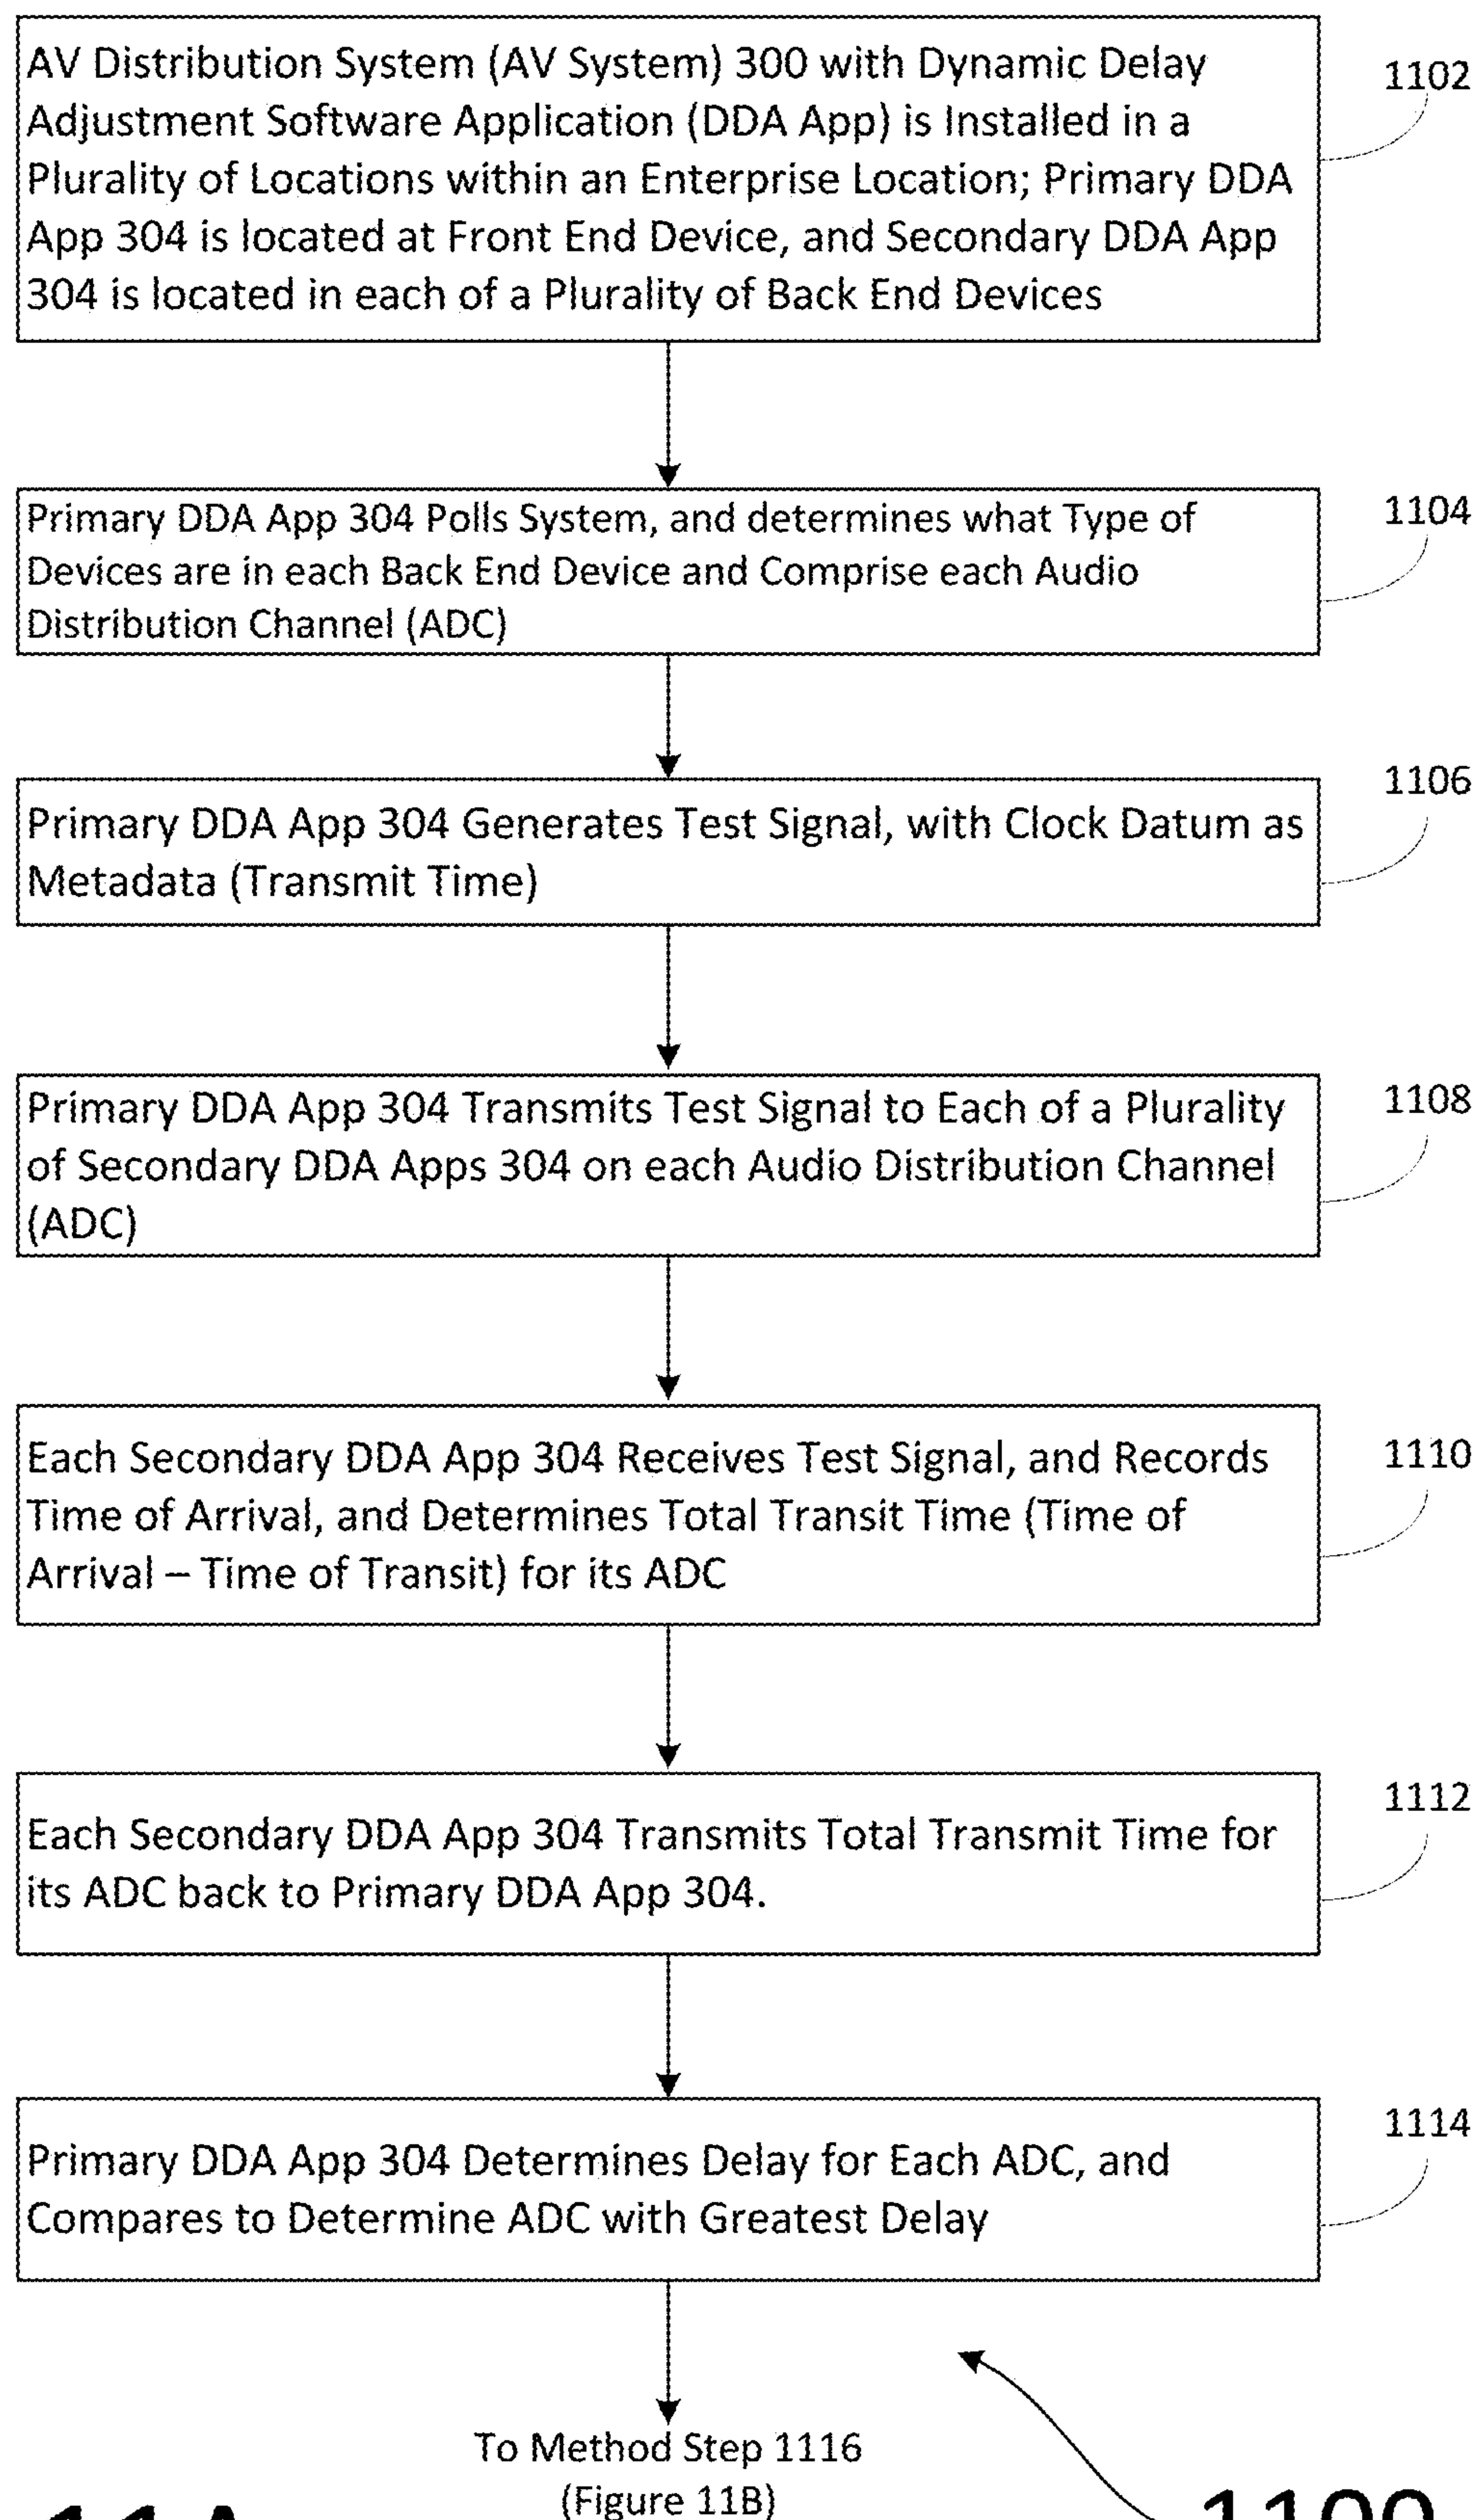 AV Distribution System (AV System) 300 with Dynamic Delay
Adjustment Software Application (DDA App) is Installed in a
Plurality of Locations within an Enterprise Location; Primary DDA
App 304 is located at Front End Device, and Secondary DDA App
304 is located in each of a Plurality of Back End Devices
1102
Primary DDA App 304 Polls System, and determines what Type of
Devices are in each Back End Device and Comprise each Audio
Distribution Channel (ADC)
1104
Primary DDA App 304 Generates Test Signal, with Clock Datum as
Metadata (Transmit Time)
1106
Primary DDA App 304 Transmits Test Signal to Each of a Plurality
of Secondary DDA Apps 304 on each Audio Distribution Channel
(ADC)
1108
Each Secondary DDA App 304 Receives Test Signal, and Records
Time of Arrival, and Determines Total Transit Time (Time of
Arrival – Time of Transit) for its ADC
1110
Each Secondary DDA App 304 Transmits Total Transmit Time for
its ADC back to Primary DDA App 304.
1112
Primary DDA App 304 Determines Delay for Each ADC, and
Compares to Determine ADC with Greatest Delay
1114
To Method Step 1116
(Figure 11B)
11A
1100